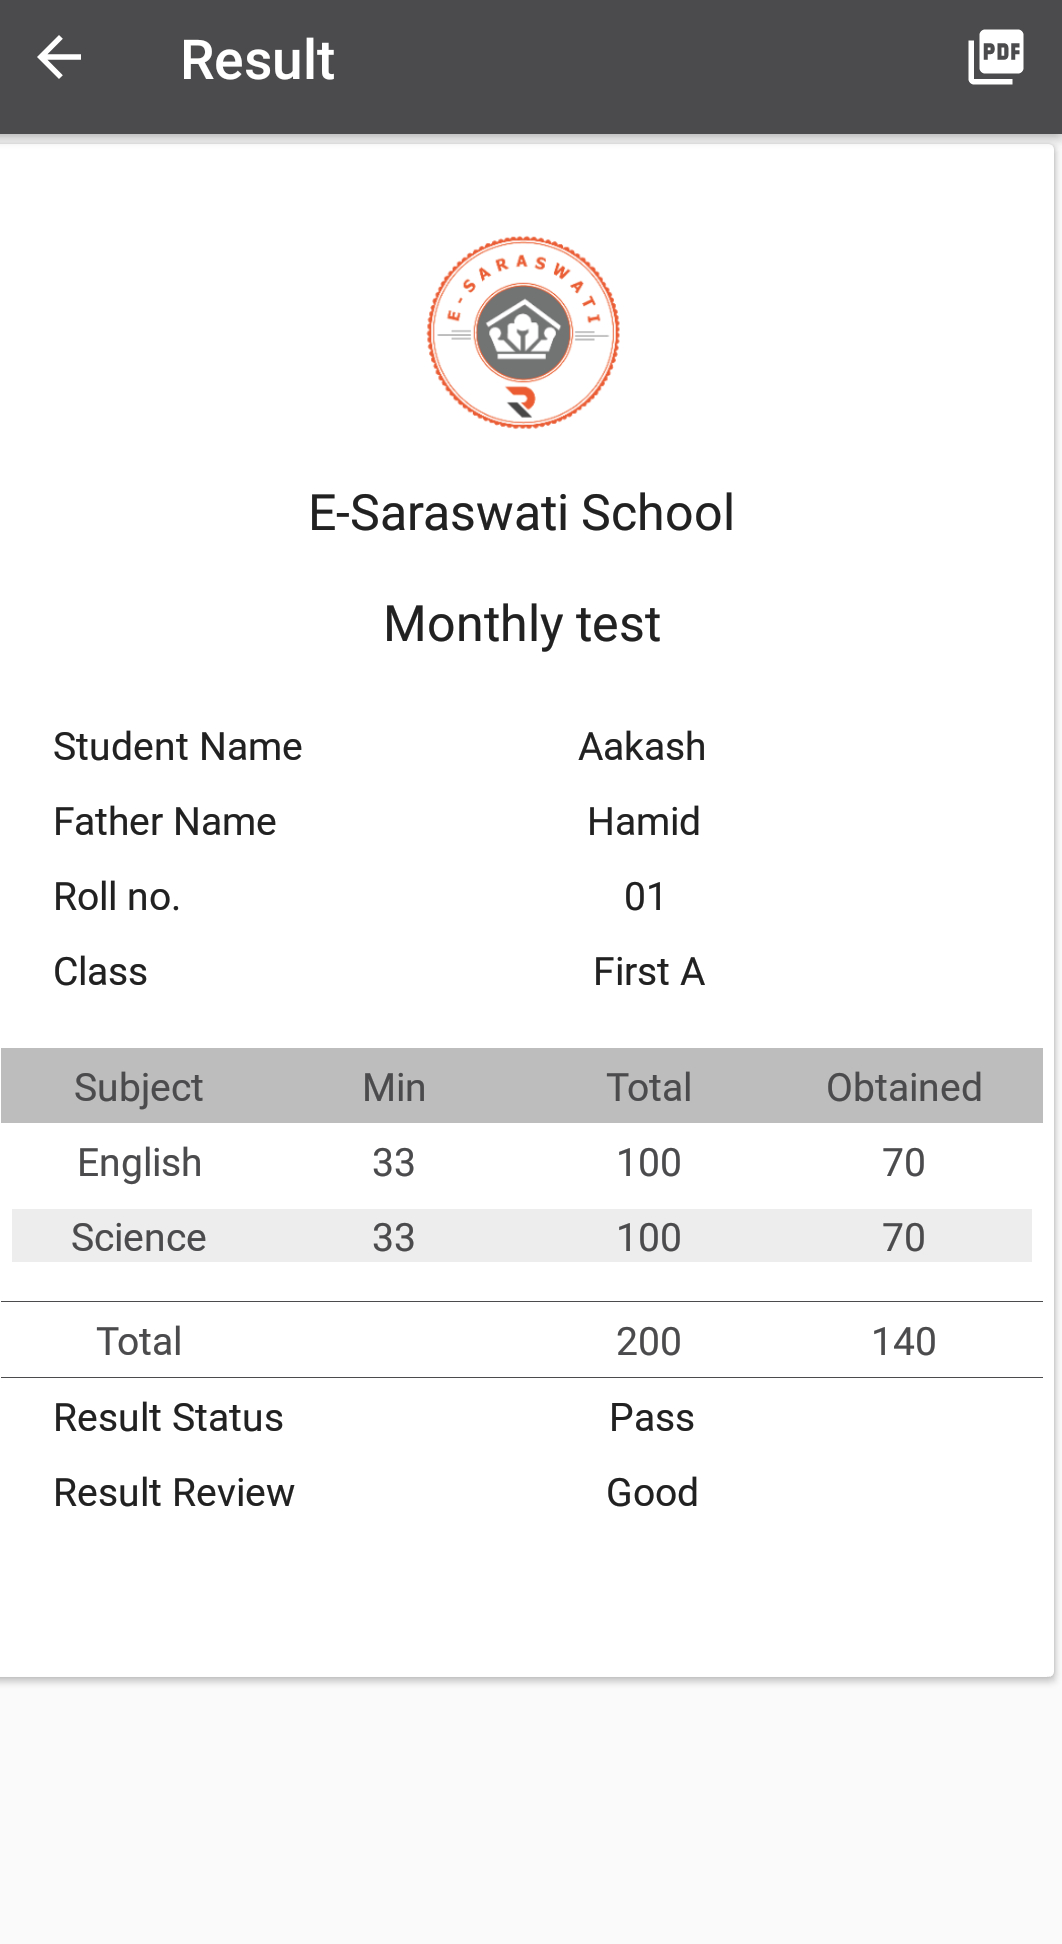 Result
PDF
E-SARASWATI
E-Saraswati School
Monthly test
Student Name Aakash
Father Name Hamid
Roll no. 01
Class First A
Subject Min Total Obtained
English 33 100 70
Science 33 100 70
Total 200 140
Result Status Pass
Result Review Good